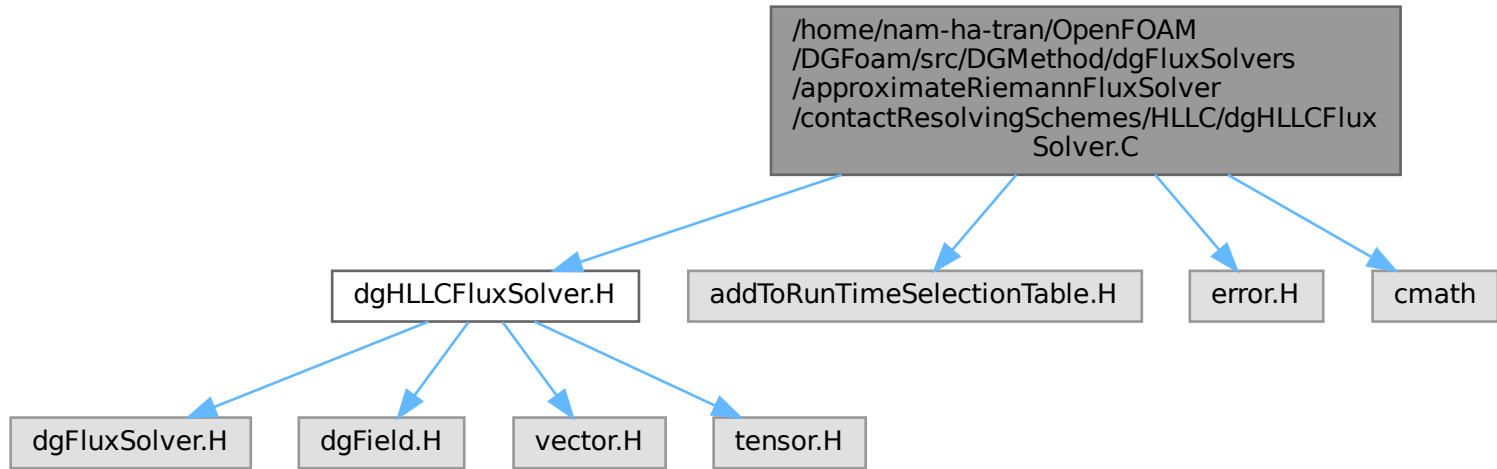 /home/nam-ha-tran/OpenFOAM
/DGFoam/src/DGMethod/dgFluxSolvers
/approximateRiemannFluxSolver
/contactResolvingSchemes/HLLC/dgHLLCFlux
Solver.C
dgHLLCFluxSolver.H
addToRunTimeSelectionTable.H
error.H
cmath
dgFluxSolver.H
dgField.H
vector.H
tensor.H